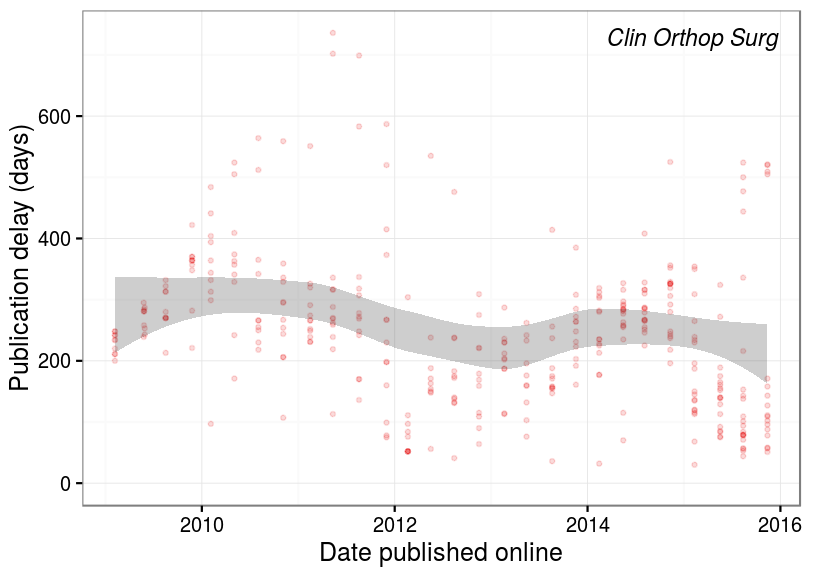 Clin Orthop Surg
Publication delay (days)
600
400
200
0
2010 2012 2014 2016
Date published online